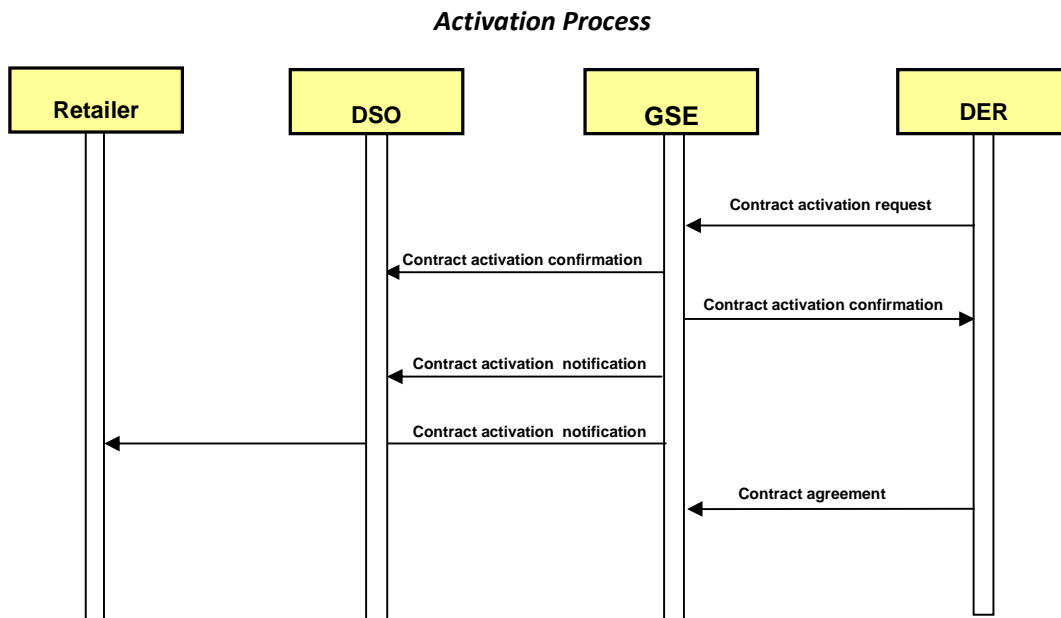 Activation Process
Retailer
DSO
GSE
DER
Contract activation request
Contract activation confirmation
Contract activation confirmation
Contract activation  notification
Contract activation  notification
Contract agreement